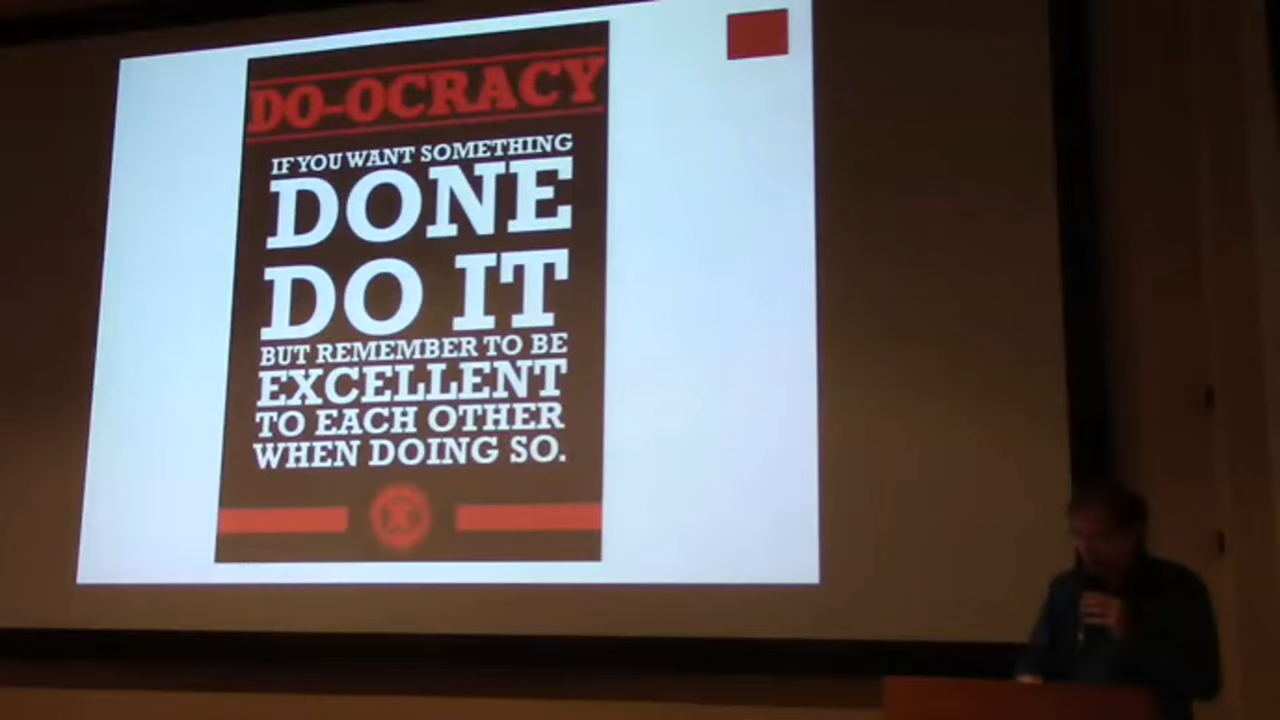 DO-OCRACY
IF YOU WANT SOMETHING
DONE
DO IT
BUT REMEMBER TO BE
EXCELLENT
TO EACH OTHER
WHEN DOING SO.